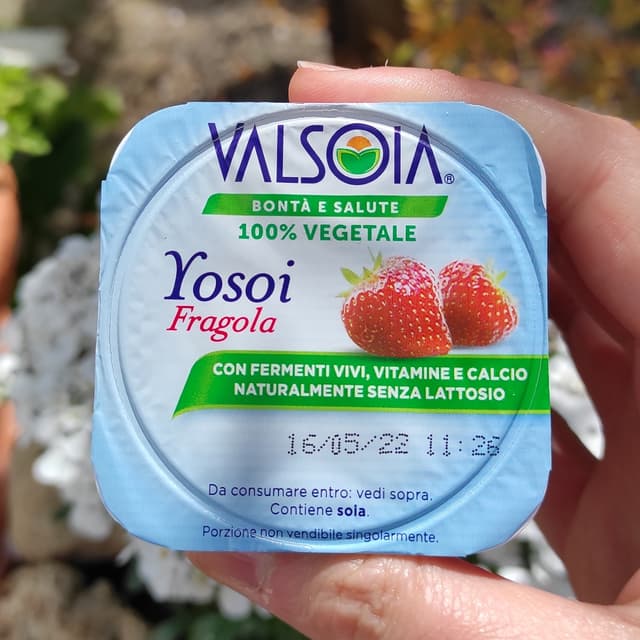 VALSOIA®
BONTÀ E SALUTE
100% VEGETALE
Yosoi
Fragola
CON FERMENTI VIVI, VITAMINE E CALCIO
NATURALMENTE SENZA LATTOSIO
16/05/22 11:26
Da consumare entro: vedi sopra.
Contiene soia.
Porzione non vendibile singolarmente.